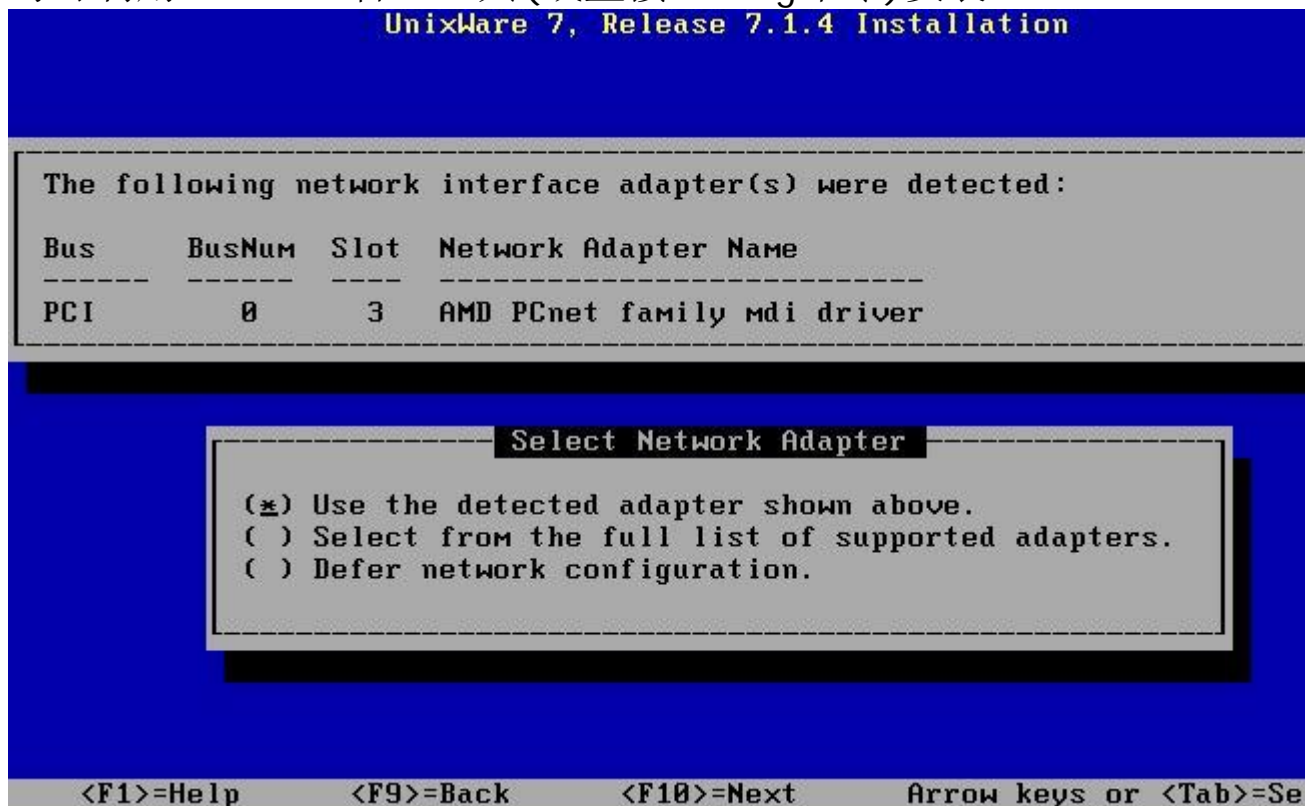 UnixWare 7, Release 7.1.4 Installation
The following network interface adapter(s) were detected:
Bus BusNum Slot Network Adapter Name
------ ------ ---- ----------------------------
PCI 0 3 AMD PCnet family mdi driver
Select Network Adapter
(*) Use the detected adapter shown above.
( ) Select from the full list of supported adapters.
( ) Defer network configuration.
<F1>=Help <F9>=Back <F10>=Next Arrow keys or <Tab>=Se